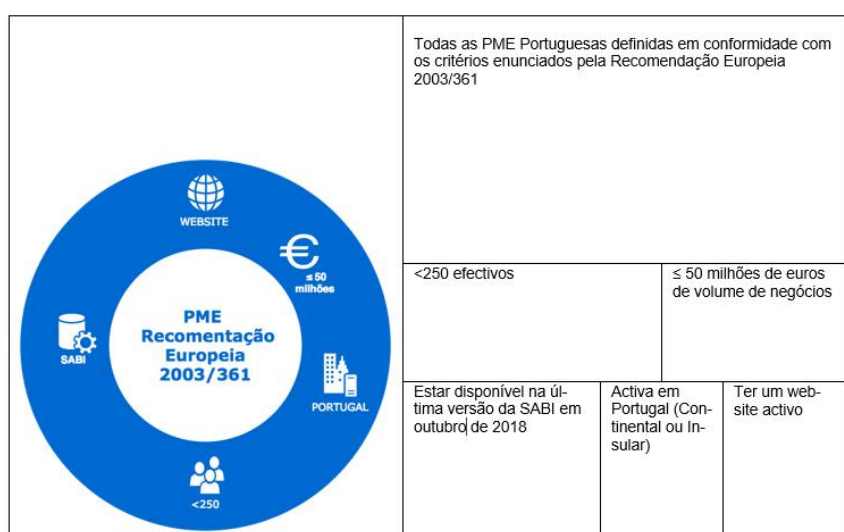 WEBSITE
€
≤ 50
milhões
PME
Recomentação
Europeia
2003/361
SABI
PORTUGAL
<250
Todas as PME Portuguesas definidas em conformidade com
os critérios enunciados pela Recomendação Europeia
2003/361
<250 efectivos
≤ 50 milhões de euros
de volume de negócios
Estar disponível na úl-
tima versão da SABI em
outubro de 2018
Activa em
Portugal (Con-
tinental ou In-
sular)
Ter um web-
site activo